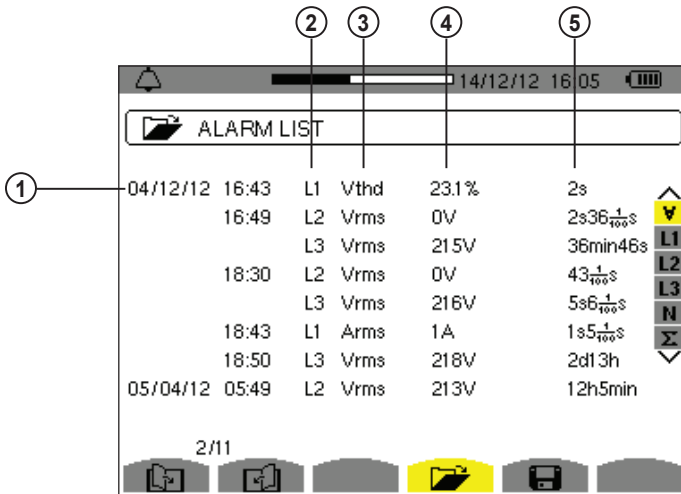 2 3 4 5
14/12/12 16:05
ALARM LIST
1
04/12/12 16:43 L1 Vthd 23.1% 2s
16:49 L2 Vrms 0V 2s36 1/100 s
L3 Vrms 215V 36min46s
18:30 L2 Vrms 0V 43 1/100 s
L3 Vrms 216V 5s6 1/100 s
18:43 L1 Arms 1A 1s5 1/100 s
18:50 L3 Vrms 218V 2d13h
05/04/12 05:49 L2 Vrms 213V 12h5min
∀
L1
L2
L3
N
Σ
2/11